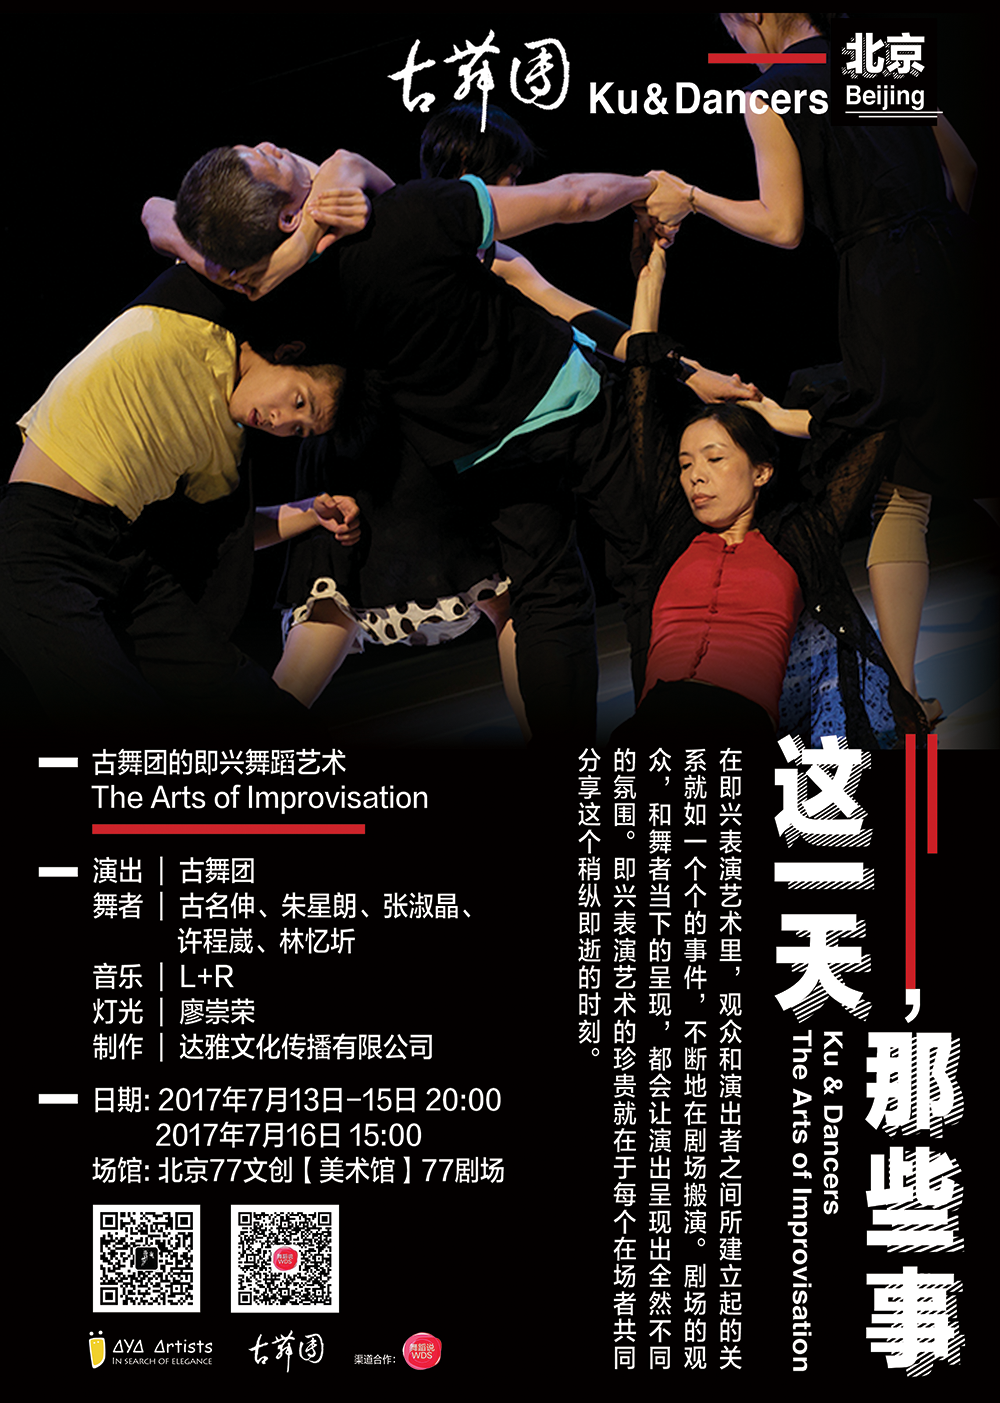 古舞团 Ku & Dancers
北京
Beijing
这一天，
那些事
Ku & Dancers
The Arts of Improvisation
在即兴表演艺术里，观众和演出者之间所建立起的关
系就如一个个的事件，不断地在剧场搬演。剧场的观
众，和舞者当下的呈现，都会让演出呈现出全然不同
的氛围。即兴表演艺术的珍贵就在于每个在场者共同
分享这个稍纵即逝的时刻。
古舞团的即兴舞蹈艺术
The Arts of Improvisation
演出｜古舞团
舞者｜古名伸、朱星朗、张淑晶、
许程崴、林忆圻
音乐｜L+R
灯光｜廖崇荣
制作｜达雅文化传播有限公司
日期: 2017年7月13日-15日 20:00
2017年7月16日 15:00
场馆: 北京77文创【美术馆】77剧场
舞蹈说
WDS
AYA Artists
IN SEARCH OF ELEGANCE
古舞团
渠道合作:
舞蹈说
WDS